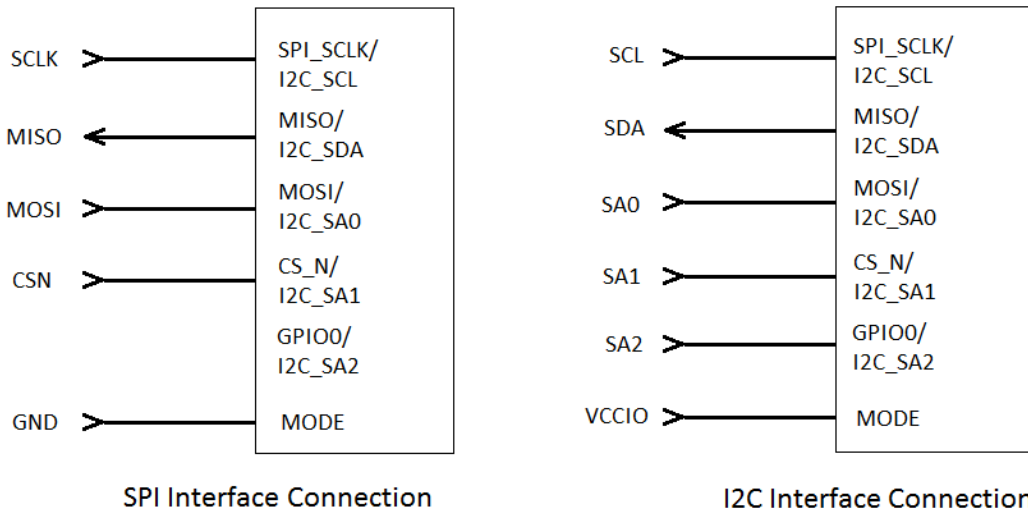 SCLK
SPI_SCLK/
I2C_SCL
MISO
MISO/
I2C_SDA
MOSI
MOSI/
I2C_SA0
CSN
CS_N/
I2C_SA1
GPIO0/
I2C_SA2
GND
MODE
SPI Interface Connection
SCL
SPI_SCLK/
I2C_SCL
SDA
MISO/
I2C_SDA
SA0
MOSI/
I2C_SA0
SA1
CS_N/
I2C_SA1
SA2
GPIO0/
I2C_SA2
VCCIO
MODE
I2C Interface Connection